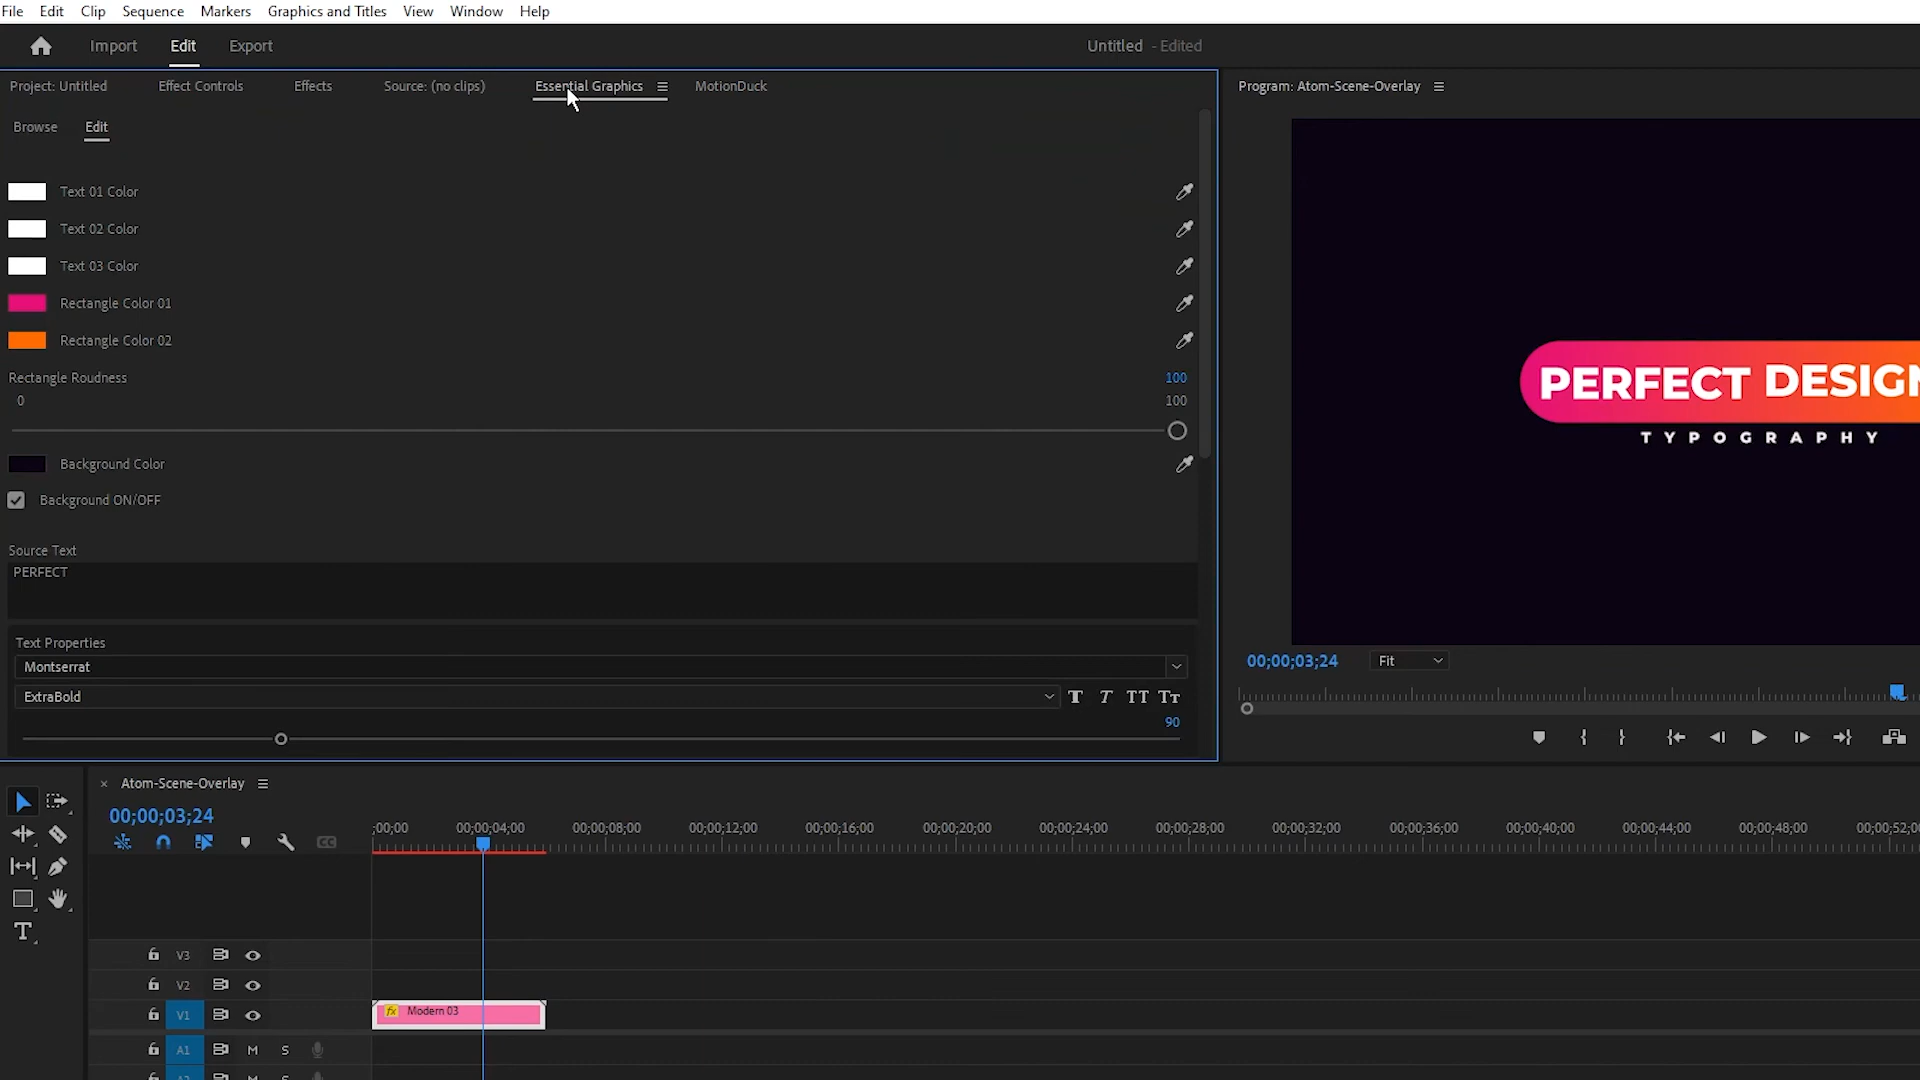 File Edit Clip Sequence Markers Graphics and Titles View Window Help
Import Edit Export Untitled - Edited
Project: Untitled Effect Controls Effects Source: (no clips) Essential Graphics MotionDuck Program: Atom-Scene-Overlay
Browse Edit
Text 01 Color
Text 02 Color
Text 03 Color
Rectangle Color 01
Rectangle Color 02
Rectangle Roudness 100
0 100
Background Color
Background ON/OFF
Source Text
PERFECT
Text Properties
Montserrat
ExtraBold T T TT Tt
90
PERFECT DESIGN
TYPOGRAPHY
00;00;03;24 Fit
Atom-Scene-Overlay
00;00;03;24
;00;00 00;00;04;00 00;00;08;00 00;00;12;00 00;00;16;00 00;00;20;00 00;00;24;00 00;00;28;00 00;00;32;00 00;00;36;00 00;00;40;00 00;00;44;00 00;00;48;00 00;00;52;0
CC
T
V3
V2
V1 fx Modern 03
A1 M S